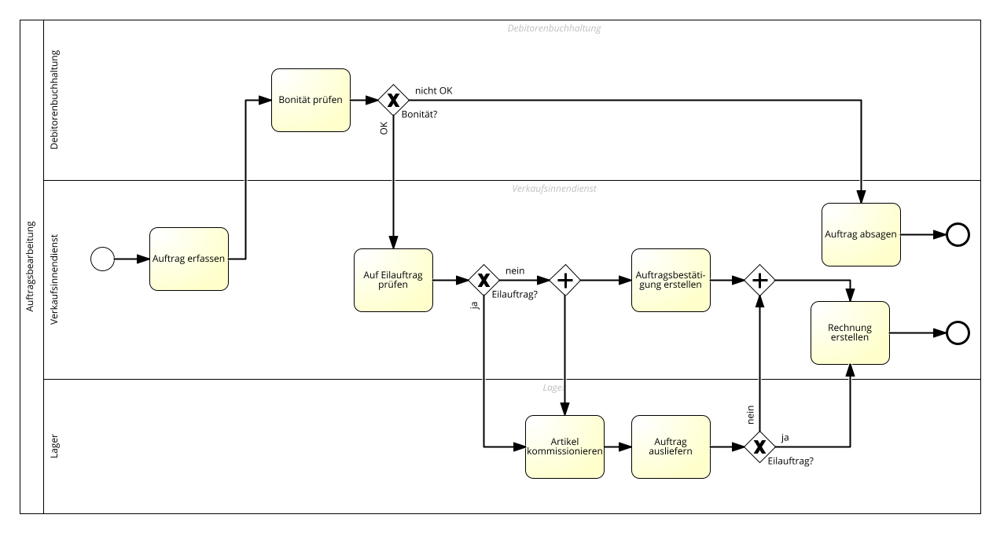 Auftragsbearbeitung
Debitorenbuchhaltung
Debitorenbuchhaltung
Bonität prüfen
nicht OK
Bonität?
OK
Verkaufsinnendienst
Verkaufsinnendienst
Auftrag erfassen
Auf Eilauftrag
prüfen
nein
Eilauftrag?
ja
Auftragsbestäti-
gung erstellen
Auftrag absagen
Rechnung
erstellen
Lager
Lager
Artikel
kommissionieren
Auftrag
ausliefern
nein
ja
Eilauftrag?